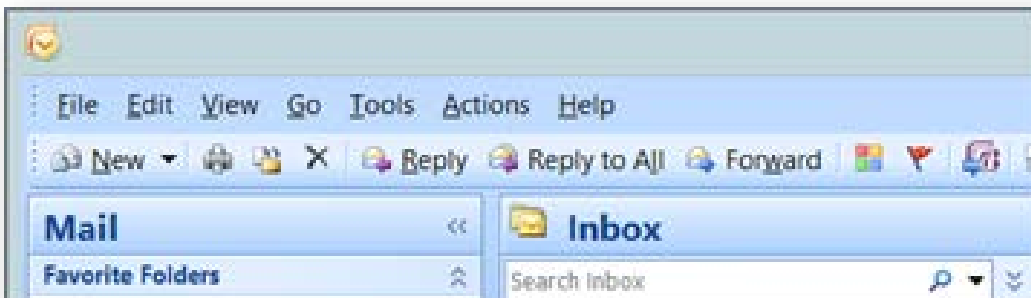 File Edit View Go Tools Actions Help
New Reply Reply to All Forward
Mail Inbox
Favorite Folders Search Inbox